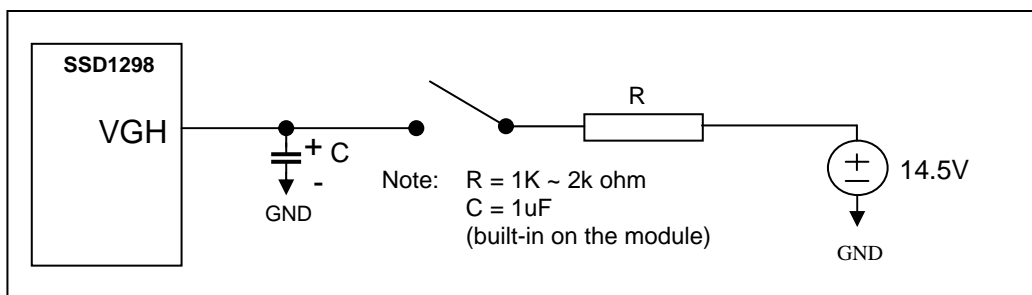 SSD1298
VGH
+ C
-
GND
R
+
–
14.5V
GND
Note: R = 1K ~ 2k ohm
C = 1uF
(built-in on the module)